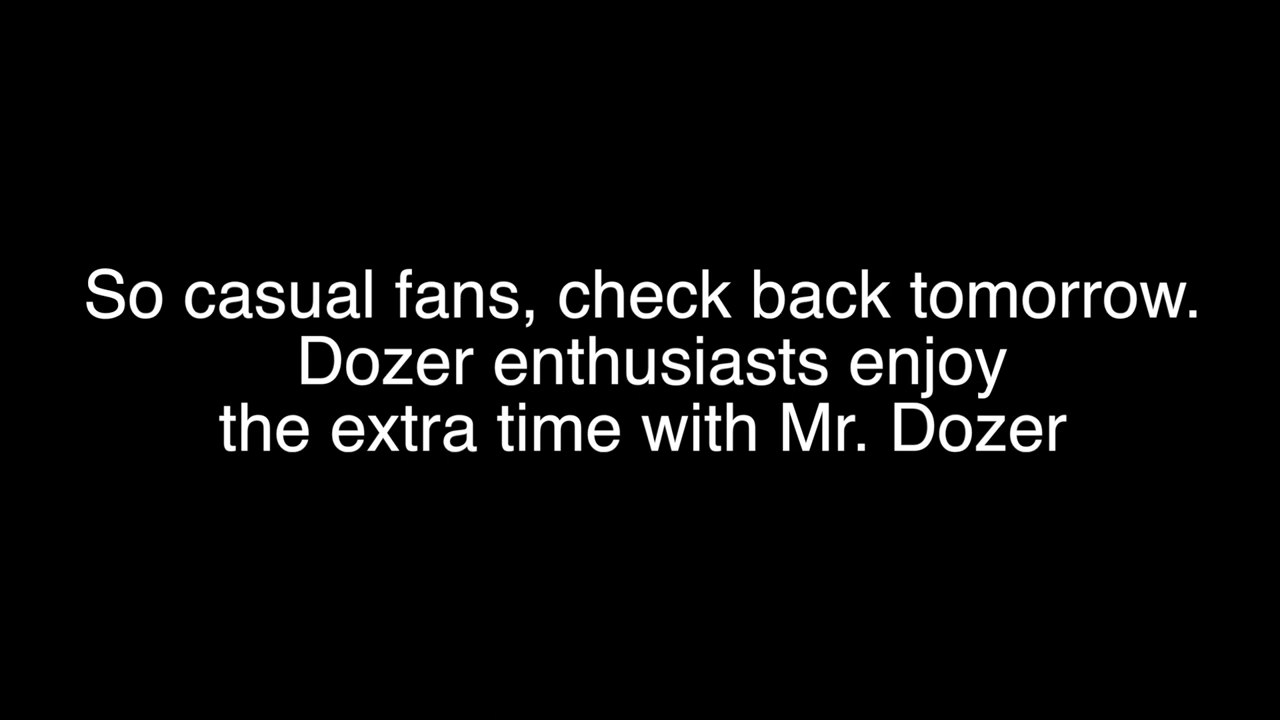 So casual fans, check back tomorrow.
Dozer enthusiasts enjoy
the extra time with Mr. Dozer